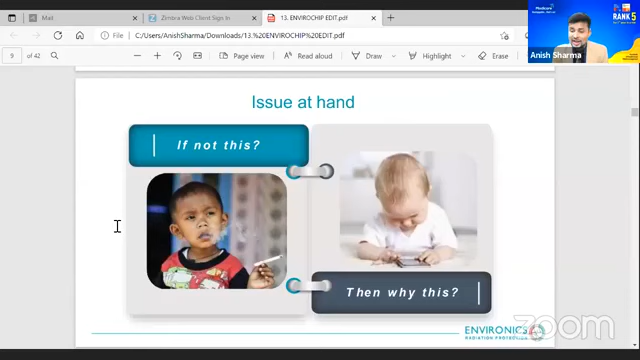 Mail
Zimbra Web Client Sign In
13. ENVIROCHIP EDIT.pdf
File
C:/Users/AnishSharma/Downloads/13.%20ENVIROCHIP%20EDIT.pdf
9 of 42
Page view
Read aloud
Draw
Highlight
Erase
RANK 5
Anish Sharma
Issue at hand
If not this?
Then why this?
ENVIRONICS
RADIATION PROTECTION
zoom